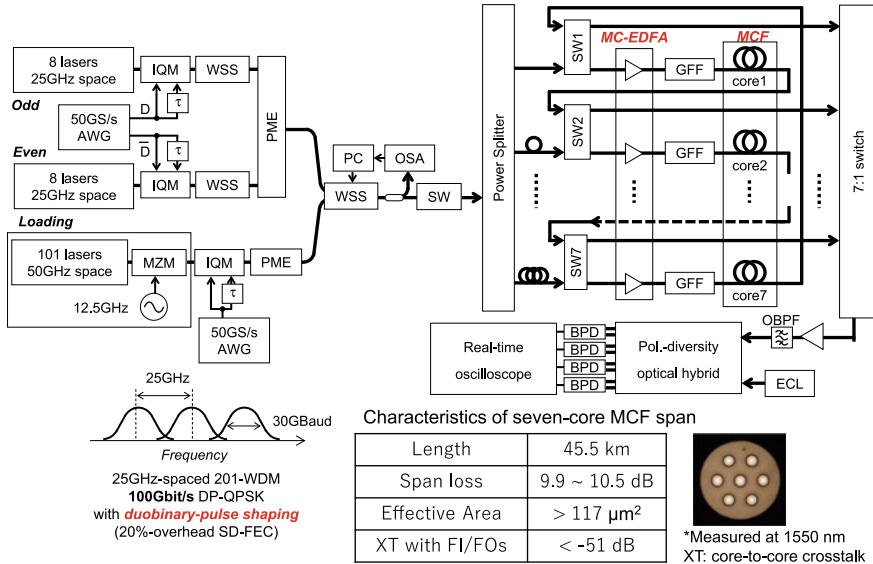 8 lasers
25GHz space
IQM
WSS
Odd
D
τ
50GS/s
AWG
PME
Even
D̅
τ
8 lasers
25GHz space
IQM
WSS
Loading
101 lasers
50GHz space
MZM
IQM
PME
τ
12.5GHz
50GS/s
AWG
PC
OSA
WSS
SW
Power Splitter
SW1
MC-EDFA
MCF
GFF
core1
SW2
GFF
core2
SW7
GFF
core7
7:1 switch
OBPF
Real-time
oscilloscope
BPD
BPD
BPD
BPD
Pol.-diversity
optical hybrid
ECL
25GHz
30GBaud
Frequency
25GHz-spaced 201-WDM
100Gbit/s DP-QPSK
with duobinary-pulse shaping
(20%-overhead SD-FEC)
Characteristics of seven-core MCF span
Length 45.5 km
Span loss 9.9 ~ 10.5 dB
Effective Area > 117 μm²
XT with FI/FOs < -51 dB
*Measured at 1550 nm
XT: core-to-core crosstalk